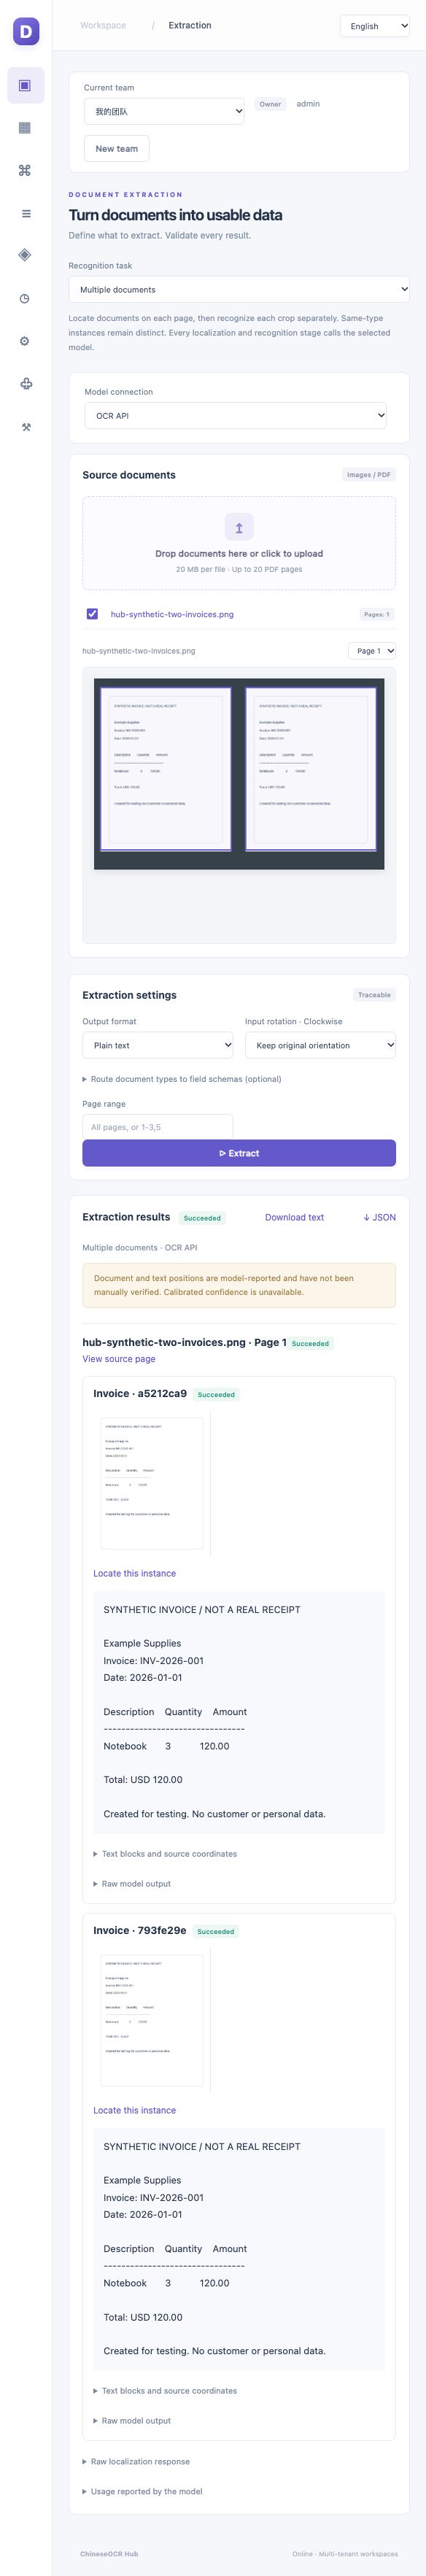 D
Workspace / Extraction
English
Current team
我的团队
Owner admin
New team
DOCUMENT EXTRACTION
Turn documents into usable data
Define what to extract. Validate every result.
Recognition task
Multiple documents
Locate documents on each page, then recognize each crop separately. Same-type
instances remain distinct. Every localization and recognition stage calls the selected
model.
Model connection
OCR API
Source documents
Images / PDF
Drop documents here or click to upload
20 MB per file · Up to 20 PDF pages
hub-synthetic-two-invoices.png
Pages: 1
hub-synthetic-two-invoices.png
Page 1
Extraction settings
Traceable
Output format
Input rotation · Clockwise
Plain text
Keep original orientation
Route document types to field schemas (optional)
Page range
All pages, or 1-3,5
Extract
Extraction results Succeeded
Download text
↓ JSON
Multiple documents · OCR API
Document and text positions are model-reported and have not been
manually verified. Calibrated confidence is unavailable.
hub-synthetic-two-invoices.png · Page 1 Succeeded
View source page
Invoice · a5212ca9 Succeeded
Locate this instance
SYNTHETIC INVOICE / NOT A REAL RECEIPT
Example Supplies
Invoice: INV-2026-001
Date: 2026-01-01
Description Quantity Amount
---------------------------------
Notebook 3 120.00
Total: USD 120.00
Created for testing. No customer or personal data.
Text blocks and source coordinates
Raw model output
Invoice · 793fe29e Succeeded
Locate this instance
SYNTHETIC INVOICE / NOT A REAL RECEIPT
Example Supplies
Invoice: INV-2026-001
Date: 2026-01-01
Description Quantity Amount
---------------------------------
Notebook 3 120.00
Total: USD 120.00
Created for testing. No customer or personal data.
Text blocks and source coordinates
Raw model output
Raw localization response
Usage reported by the model
ChineseOCR Hub
Online · Multi-tenant workspaces